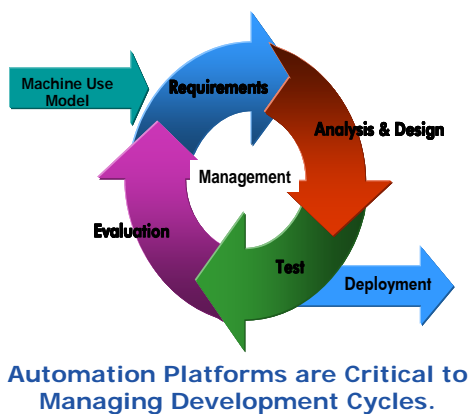 Machine Use
Model
Requirements
Analysis & Design
Management
Evaluation
Test
Deployment
Automation Platforms are Critical to
Managing Development Cycles.